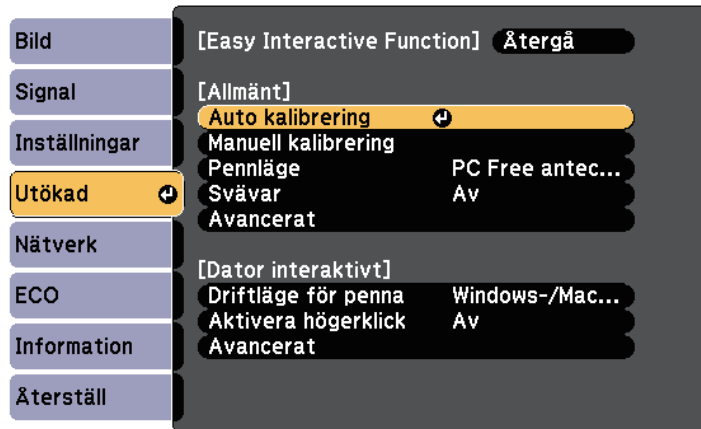 Bild
Signal
Inställningar
Utökad
Nätverk
ECO
Information
Återställ
[Easy Interactive Function] Återgå
[Allmänt]
Auto kalibrering
Manuell kalibrering
Pennläge PC Free antec...
Svävar Av
Avancerat
[Dator interaktivt]
Driftläge för penna Windows-/Mac...
Aktivera högerklick Av
Avancerat